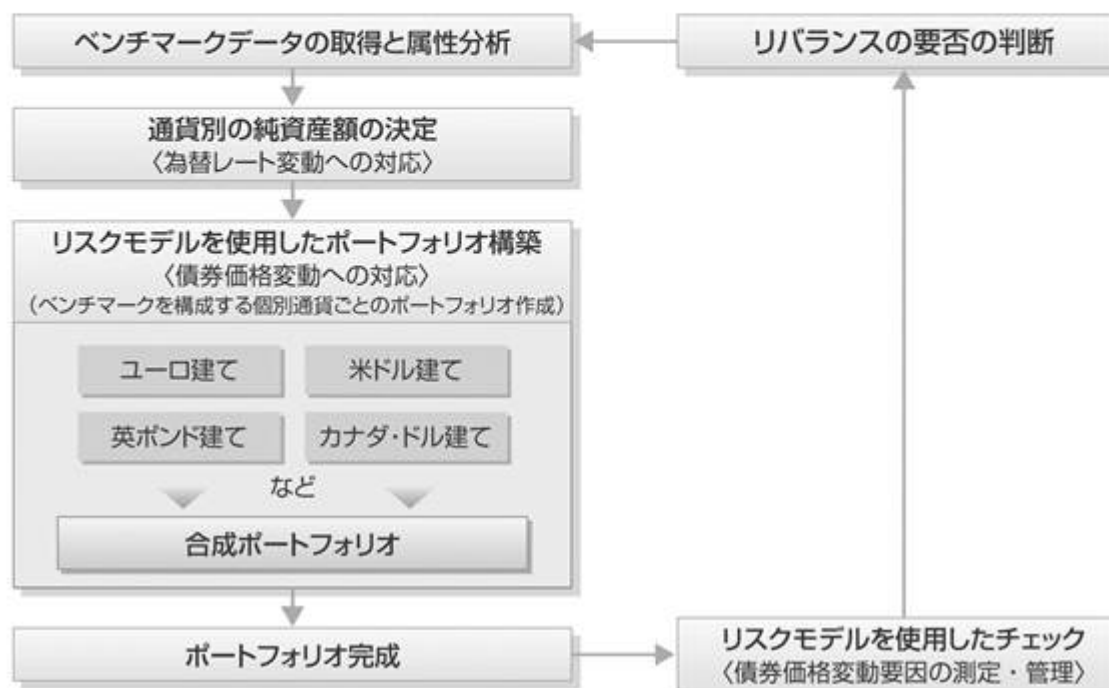 ベンチマークデータの取得と属性分析
リバランスの要否の判断
通貨別の純資産額の決定
〈為替レート変動への対応〉
リスクモデルを使用したポートフォリオ構築
〈債券価格変動への対応〉
(ベンチマークを構成する個別通貨ごとのポートフォリオ作成)
ユーロ建て
米ドル建て
英ポンド建て
カナダ・ドル建て
など
合成ポートフォリオ
ポートフォリオ完成
リスクモデルを使用したチェック
〈債券価格変動要因の測定・管理〉